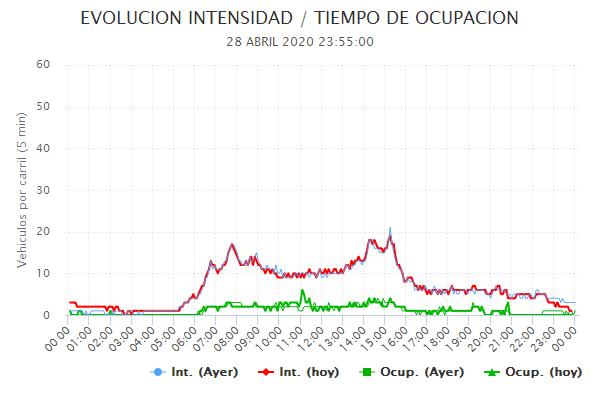 EVOLUCION INTENSIDAD / TIEMPO DE OCUPACION
28 ABRIL 2020 23:55:00
Vehiculos por carril (5 min)
60
50
40
30
20
10
0
00:00 01:00 02:00 03:00 04:00 05:00 06:00 07:00 08:00 09:00 10:00 11:00 12:00 13:00 14:00 15:00 16:00 17:00 18:00 19:00 20:00 21:00 22:00 23:00 00:00
Int. (Ayer) Int. (hoy) Ocup. (Ayer) Ocup. (hoy)